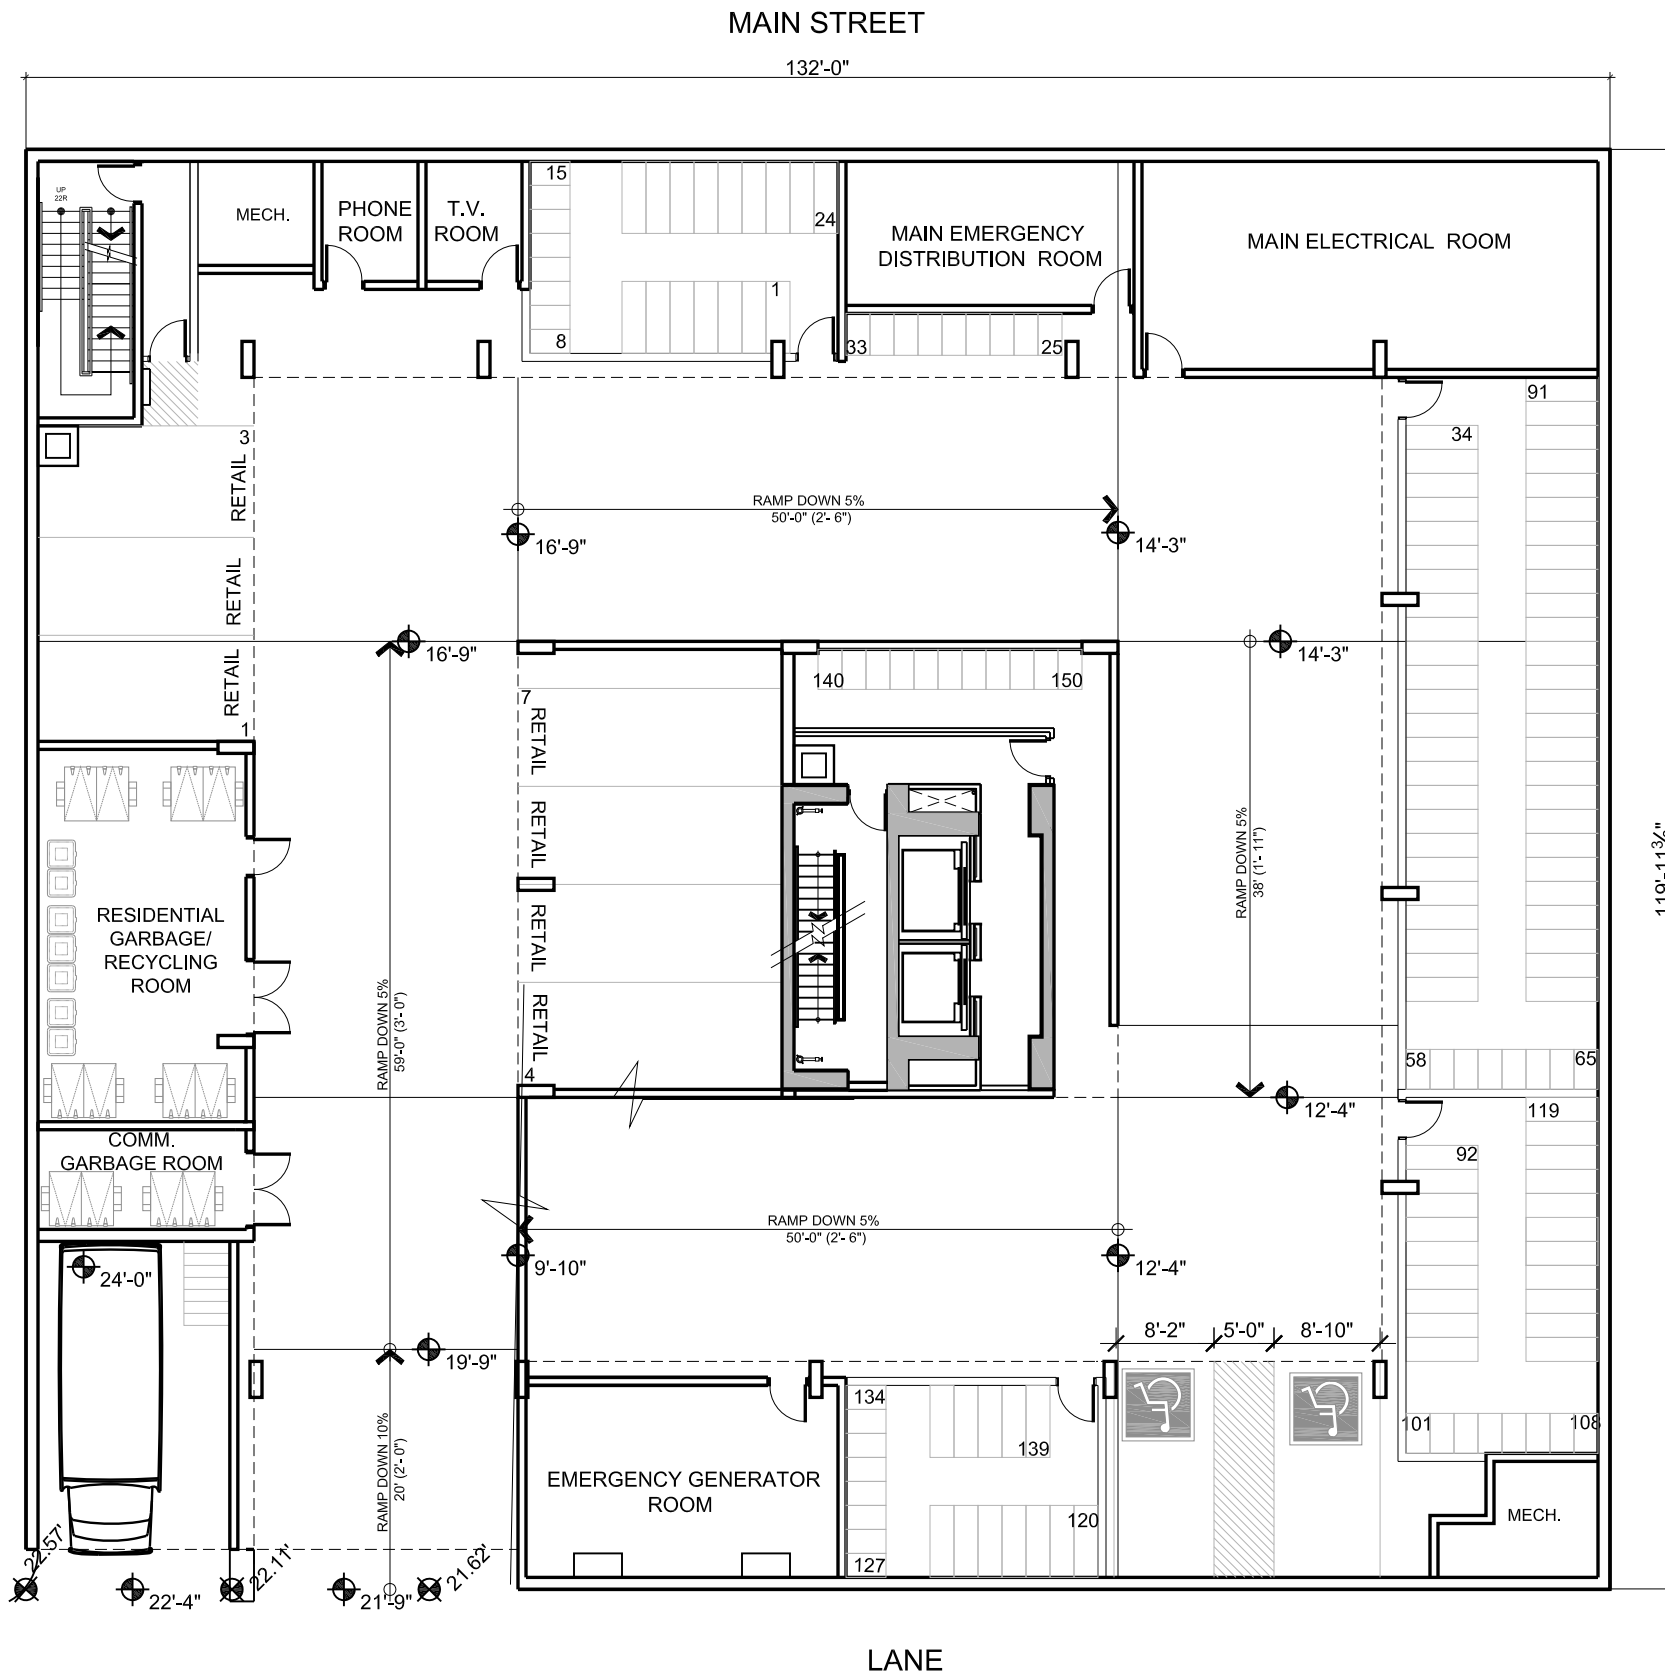 MAIN STREET
132'-0"
UP
22R
MECH.
PHONE
ROOM
T.V.
ROOM
15
24
1
8
MAIN EMERGENCY
DISTRIBUTION ROOM
33
25
MAIN ELECTRICAL ROOM
91
34
3
RETAIL
RETAIL
RETAIL
1
RAMP DOWN 5%
50'-0" (2'- 6")
16'-9"
14'-3"
16'-9"
14'-3"
7
RETAIL
RETAIL
RETAIL
RETAIL
4
140
150
RAMP DOWN 5%
38' (1'- 11")
RESIDENTIAL
GARBAGE/
RECYCLING
ROOM
RAMP DOWN 5%
59'-0" (3'- 0")
58
65
12'-4"
119
92
COMM.
GARBAGE ROOM
RAMP DOWN 5%
50'-0" (2'- 6")
9'-10"
12'-4"
24'-0"
19'-9"
8'-2"
5'-0"
8'-10"
RAMP DOWN 10%
20' (2'- 0")
134
139
120
127
EMERGENCY GENERATOR
ROOM
101
108
MECH.
22.57'
22'-4"
22.11'
21'-9"
21.62'
LANE